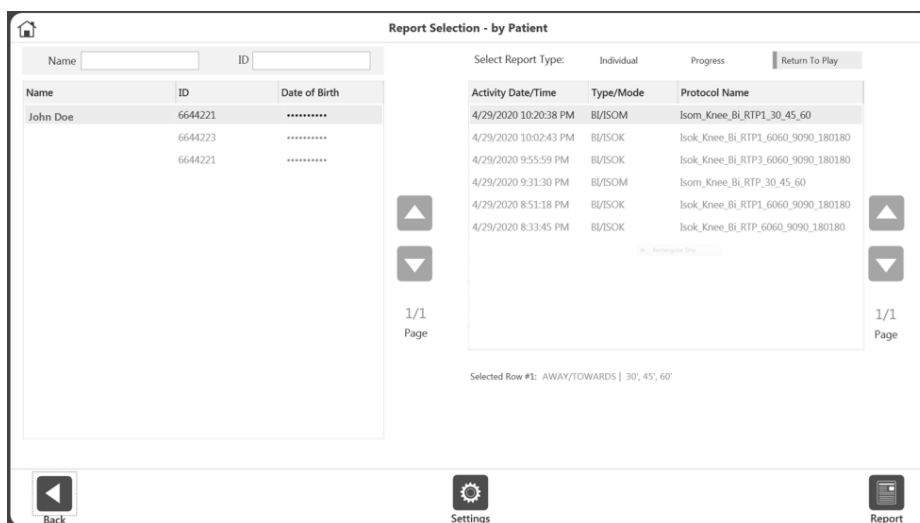 Report Selection - by Patient
Name ID
Select Report Type: Individual Progress Return To Play
Name ID Date of Birth
John Doe 6644221 ••••••••••
6644223 ••••••••••
6644221 ••••••••••
Activity Date/Time Type/Mode Protocol Name
4/29/2020 10:20:38 PM BI/ISOM Isom_Knee_Bi_RTP1_30_45_60
4/29/2020 10:02:43 PM BI/ISOK Isok_Knee_Bi_RTP1_6060_9090_180180
4/29/2020 9:55:59 PM BI/ISOK Isok_Knee_Bi_RTP3_6060_9090_180180
4/29/2020 9:31:30 PM BI/ISOM Isom_Knee_Bi_RTP_30_45_60
4/29/2020 8:51:18 PM BI/ISOK Isok_Knee_Bi_RTP1_6060_9090_180180
4/29/2020 8:33:45 PM BI/ISOK Isok_Knee_Bi_RTP_6060_9090_180180
1/1
Page
1/1
Page
Selected Row #1: AWAY/TOWARDS | 30', 45', 60'
Back
Settings
Report